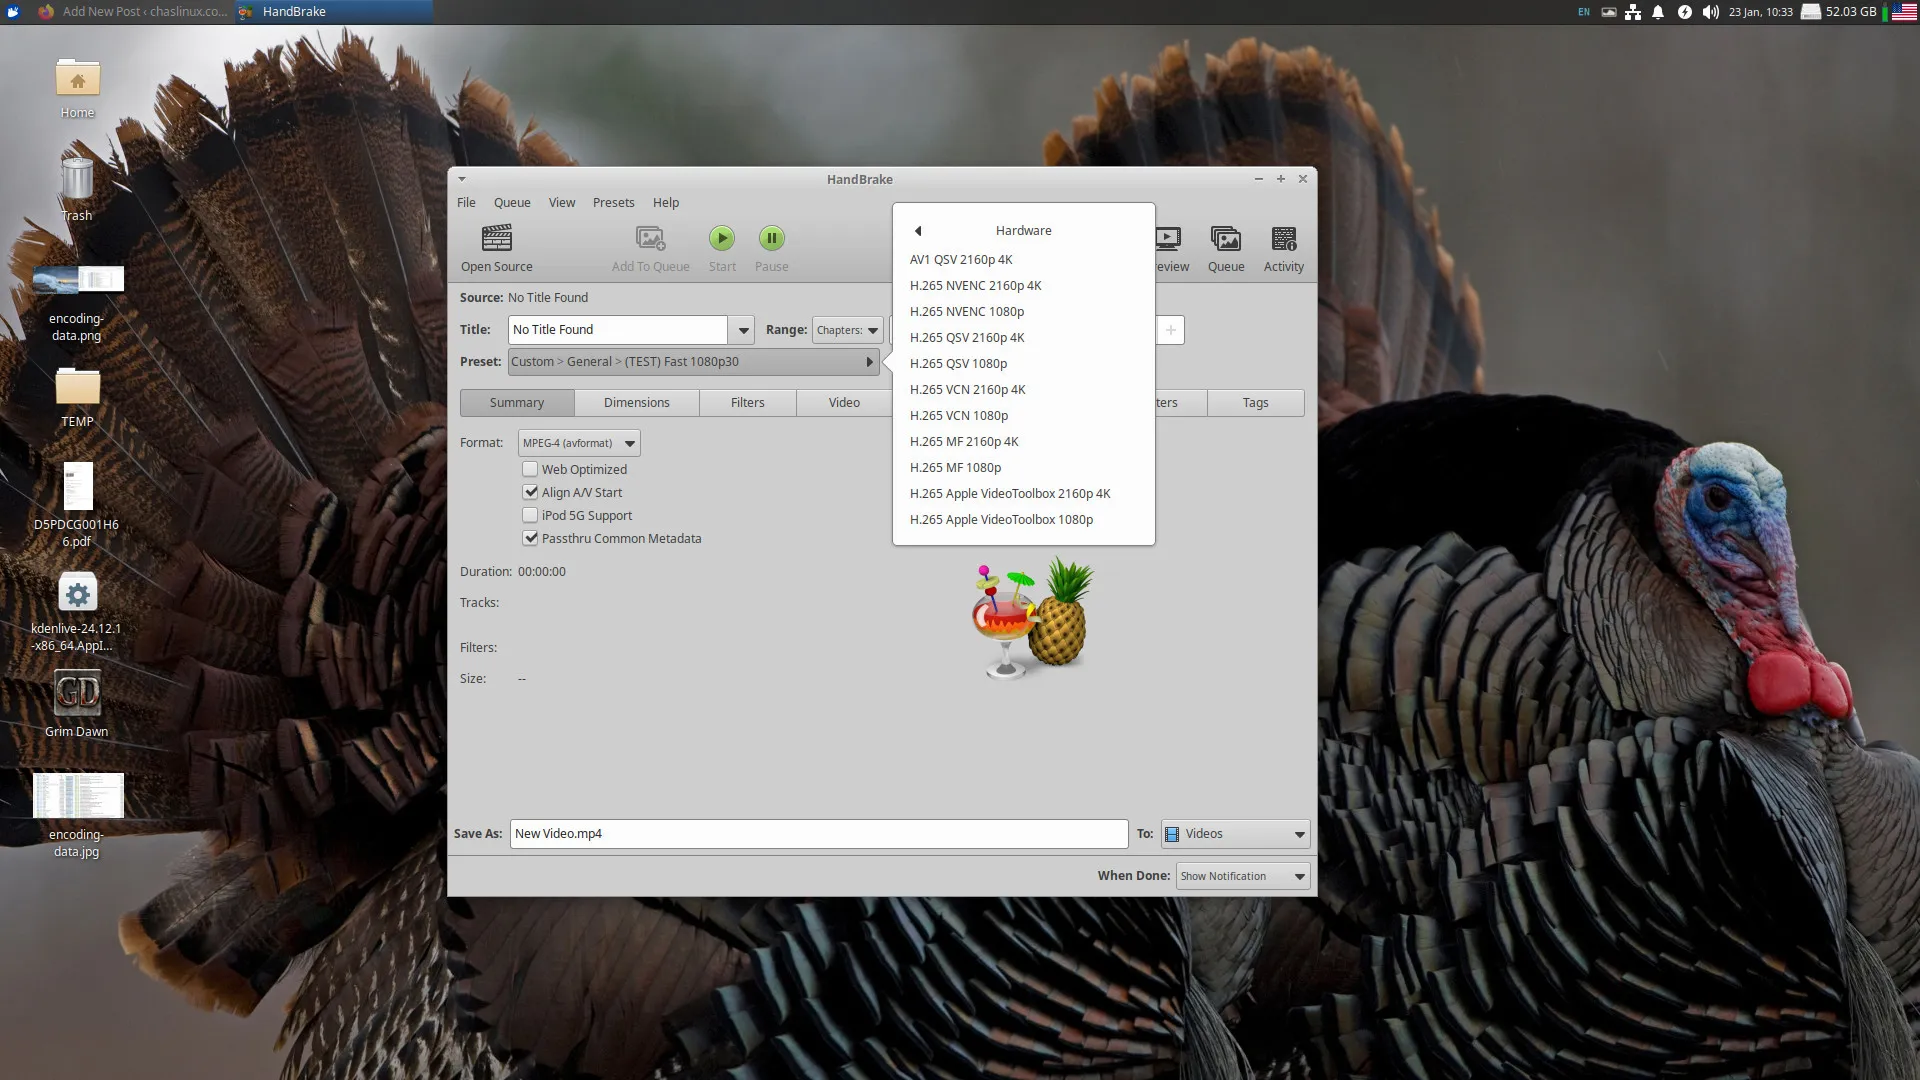 Add New Post ‹ chaslinux.co...
HandBrake
EN
23 Jan, 10:33
52.03 GB
Home
Trash
encoding-
data.png
TEMP
D5PDCG001H6
6.pdf
kdenlive-24.12.1
-x86_64.AppI...
GD
Grim Dawn
encoding-
data.jpg
HandBrake
File
Queue
View
Presets
Help
Open Source
Add To Queue
Start
Pause
review
Queue
Activity
Source: No Title Found
Title: No Title Found
Range: Chapters:
Preset: Custom > General > (TEST) Fast 1080p30
Summary
Dimensions
Filters
Video
ters
Tags
Hardware
AV1 QSV 2160p 4K
H.265 NVENC 2160p 4K
H.265 NVENC 1080p
H.265 QSV 2160p 4K
H.265 QSV 1080p
H.265 VCN 2160p 4K
H.265 VCN 1080p
H.265 MF 2160p 4K
H.265 MF 1080p
H.265 Apple VideoToolbox 2160p 4K
H.265 Apple VideoToolbox 1080p
Format: MPEG-4 (avformat)
Web Optimized
Align A/V Start
iPod 5G Support
Passthru Common Metadata
Duration: 00:00:00
Tracks:
Filters:
Size: --
Save As: New Video.mp4
To: Videos
When Done: Show Notification